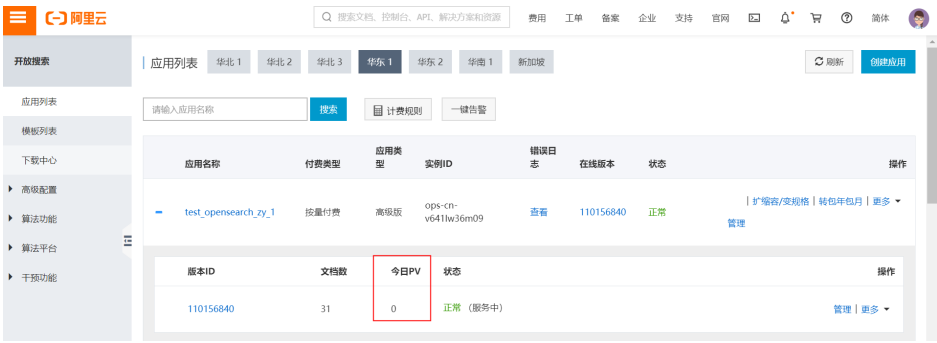 阿里云
搜索文档、控制台、API、解决方案和资源 费用 工单 备案 企业 支持 官网 简体
开放搜索
应用列表
模板列表
下载中心
高级配置
算法功能
算法平台
干预功能
应用列表 华北 1 华北 2 华北 3 华东 1 华东 2 华南 1 新加坡 刷新 创建应用
请输入应用名称 搜索 计费规则 一键告警
应用名称 付费类型 应用类型 实例ID 错误日志 在线版本 状态 操作
test_opensearch_zy_1 按量付费 高级版 ops-cn-v641lw36m09 查看 110156840 正常 | 扩缩容/变规格 | 转包年包月 | 更多
管理
版本ID 文档数 今日PV 状态 操作
110156840 31 0 正常 (服务中) 管理 | 更多